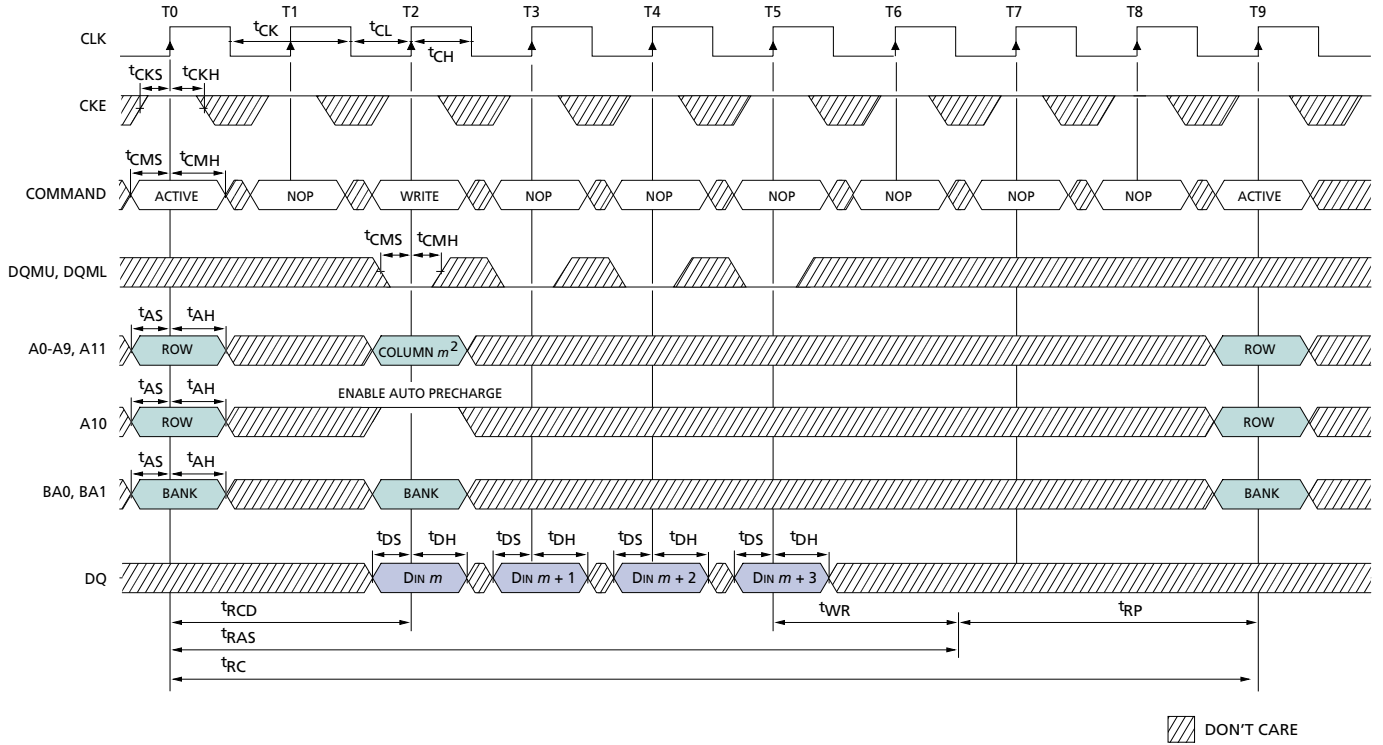 T0 T1 T2 T3 T4 T5 T6 T7 T8 T9
CLK
tCK tCL
tCH
tCKS tCKH
CKE
tCMS tCMH
COMMAND ACTIVE NOP WRITE NOP NOP NOP NOP NOP NOP ACTIVE
tCMS tCMH
DQMU, DQML
tAS tAH
A0-A9, A11 ROW COLUMN m2 ROW
tAS tAH ENABLE AUTO PRECHARGE
A10 ROW ROW
tAS tAH
BA0, BA1 BANK BANK BANK
tDS tDH tDS tDH tDS tDH tDS tDH
DQ DIN m DIN m + 1 DIN m + 2 DIN m + 3
tRCD tWR tRP
tRAS
tRC
DON'T CARE